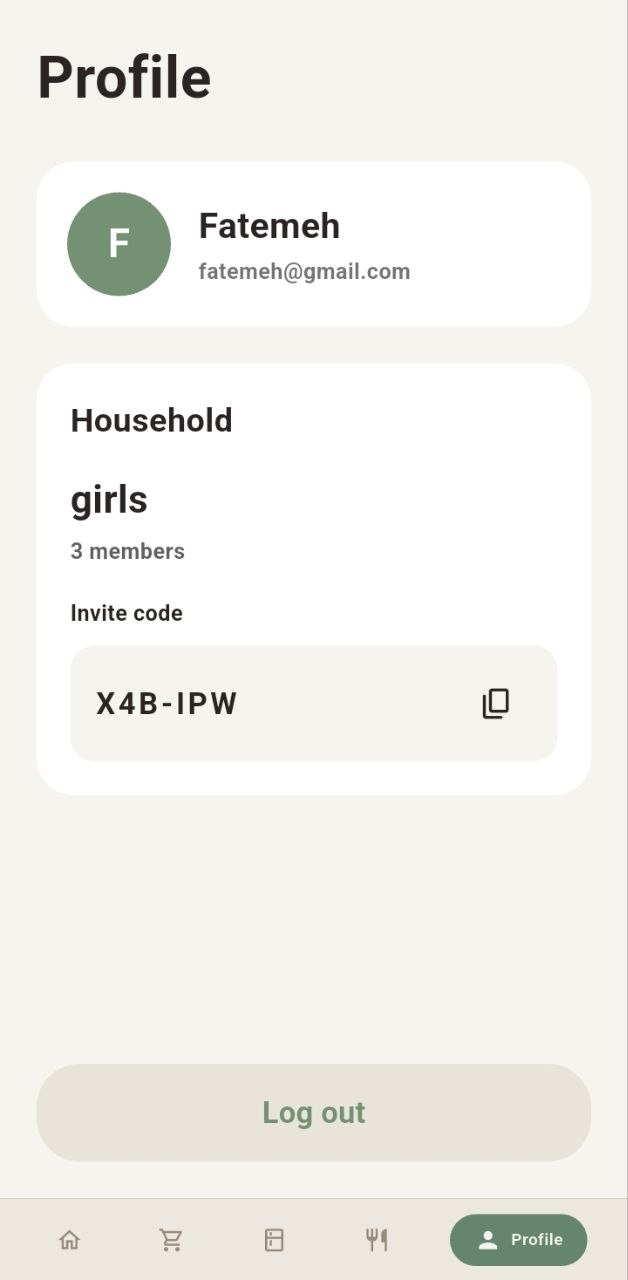 Profile
F
Fatemeh
fatemeh@gmail.com
Household
girls
3 members
Invite code
X4B-IPW
Log out
Profile